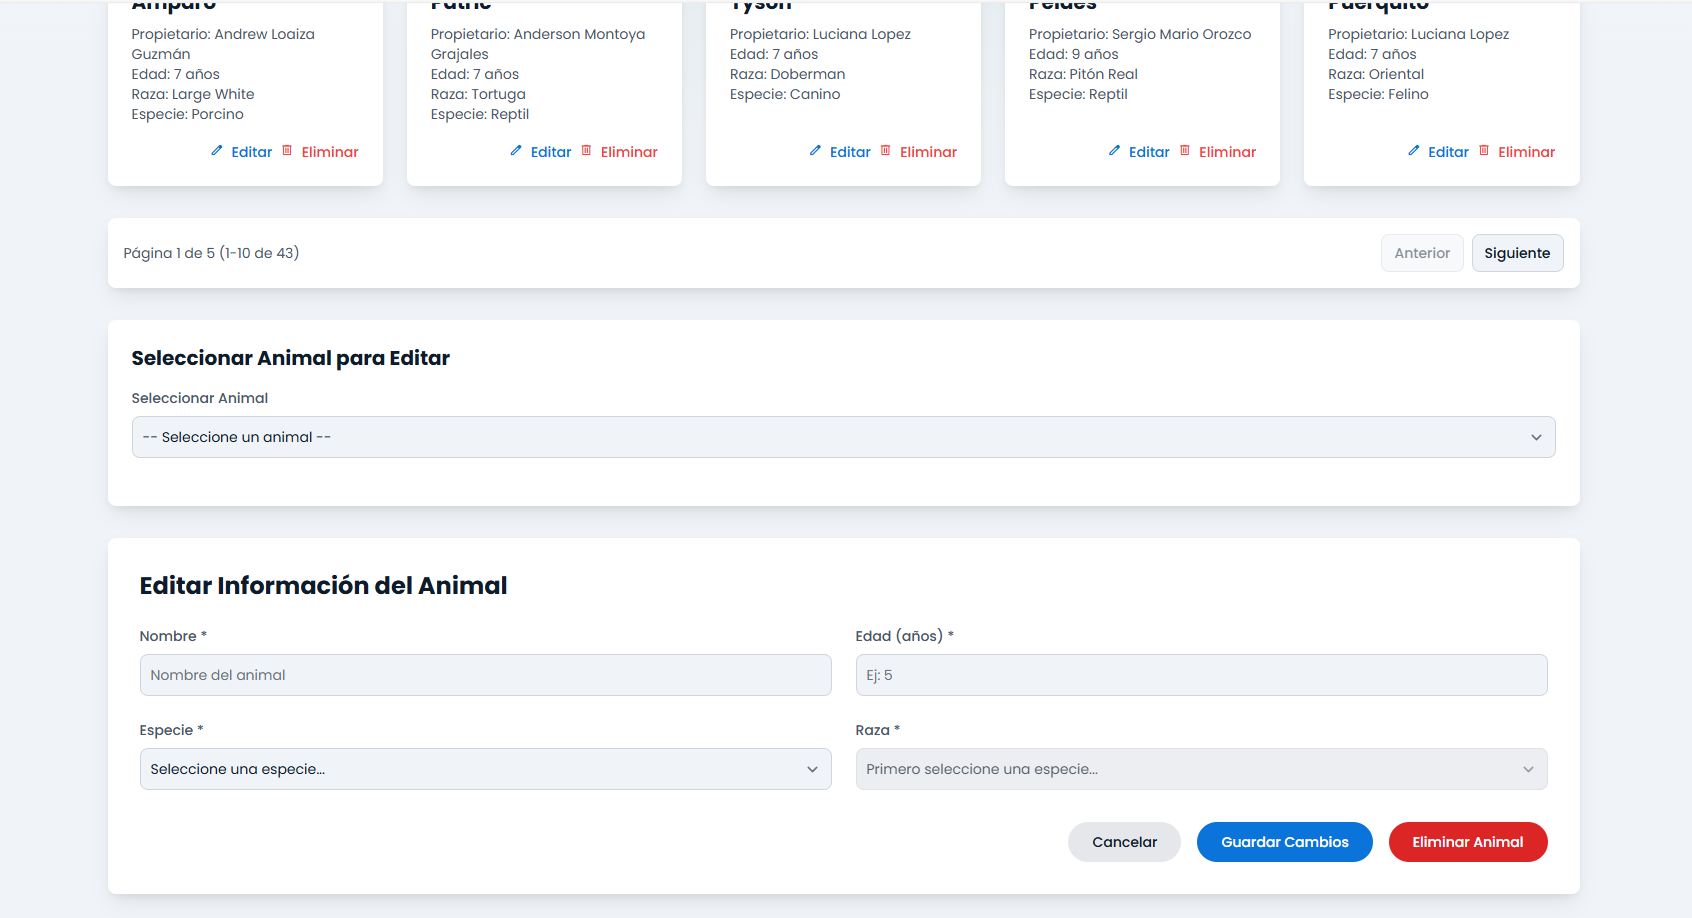 Amparo
Propietario: Andrew Loaiza
Guzmán
Edad: 7 años
Raza: Large White
Especie: Porcino
Editar Eliminar
Patric
Propietario: Anderson Montoya
Grajales
Edad: 7 años
Raza: Tortuga
Especie: Reptil
Editar Eliminar
Tyson
Propietario: Luciana Lopez
Edad: 7 años
Raza: Doberman
Especie: Canino
Editar Eliminar
Propietario: Sergio Mario Orozco
Edad: 9 años
Raza: Pitón Real
Especie: Reptil
Editar Eliminar
Puerquito
Propietario: Luciana Lopez
Edad: 7 años
Raza: Oriental
Especie: Felino
Editar Eliminar
Página 1 de 5 (1-10 de 43)
Anterior Siguiente
Seleccionar Animal para Editar
Seleccionar Animal
-- Seleccione un animal --
Editar Información del Animal
Nombre *
Nombre del animal
Edad (años) *
Ej: 5
Especie *
Seleccione una especie...
Raza *
Primero seleccione una especie...
Cancelar Guardar Cambios Eliminar Animal